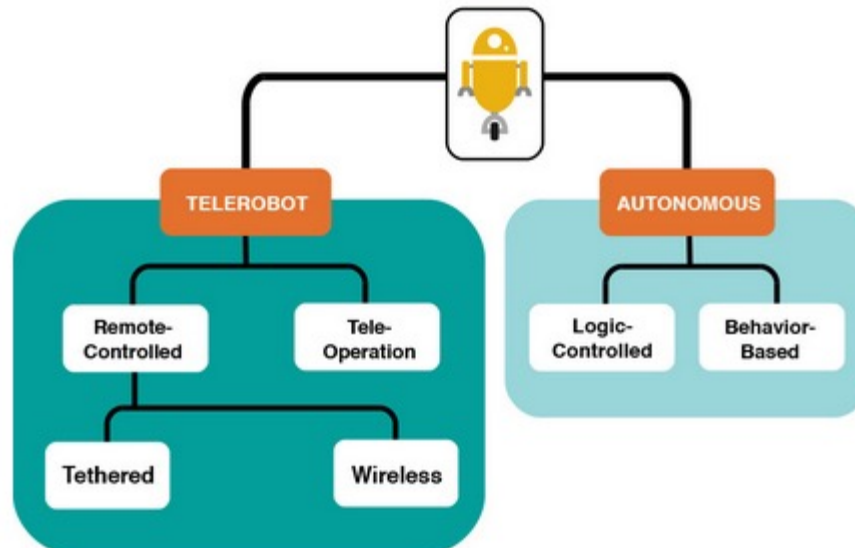 TELEROBOT
AUTONOMOUS
Remote-
Controlled
Tele-
Operation
Logic-
Controlled
Behavior-
Based
Tethered
Wireless